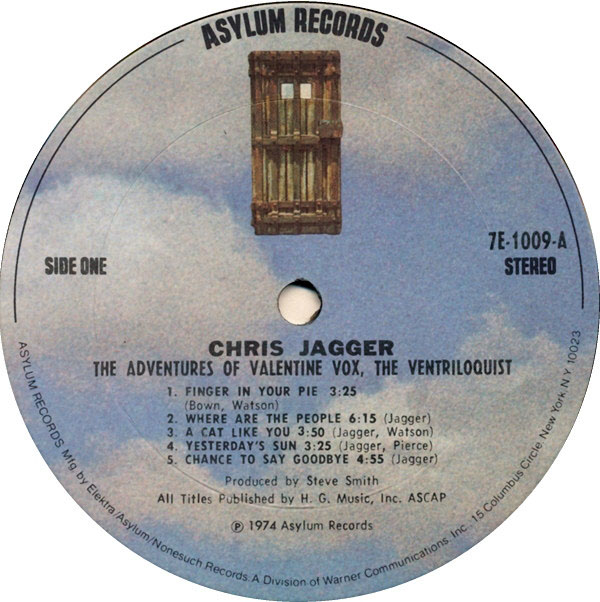 ASYLUM RECORDS
SIDE ONE
7E-1009-A
STEREO
CHRIS JAGGER
THE ADVENTURES OF VALENTINE VOX, THE VENTRILOQUIST
1. FINGER IN YOUR PIE 3:25
(Bown, Watson)
2. WHERE ARE THE PEOPLE 6:15 (Jagger)
3. A CAT LIKE YOU 3:50 (Jagger, Watson)
4. YESTERDAY'S SUN 3:25 (Jagger, Pierce)
5. CHANCE TO SAY GOODBYE 4:55 (Jagger)
Produced by Steve Smith
All Titles Published by H. G. Music, Inc. ASCAP
℗ 1974 Asylum Records
ASYLUM RECORDS Mfg. by Elektra/Asylum/Nonesuch Records. A Division of Warner Communications, Inc. 15 Columbus Circle, New York. N Y 10023